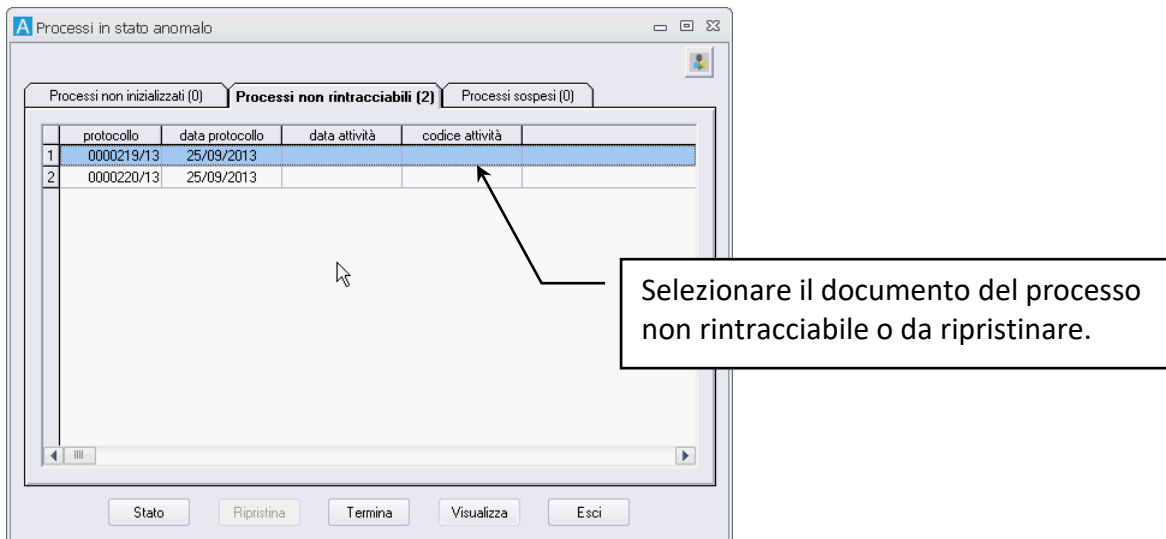 A Processi in stato anomalo
Processi non inizializzati (0) Processi non rintracciabili (2) Processi sospesi (0)
protocollo data protocollo data attività codice attività
1 0000219/13 25/09/2013
2 0000220/13 25/09/2013
Selezionare il documento del processo
non rintracciabile o da ripristinare.
Stato Ripristina Termina Visualizza Esci